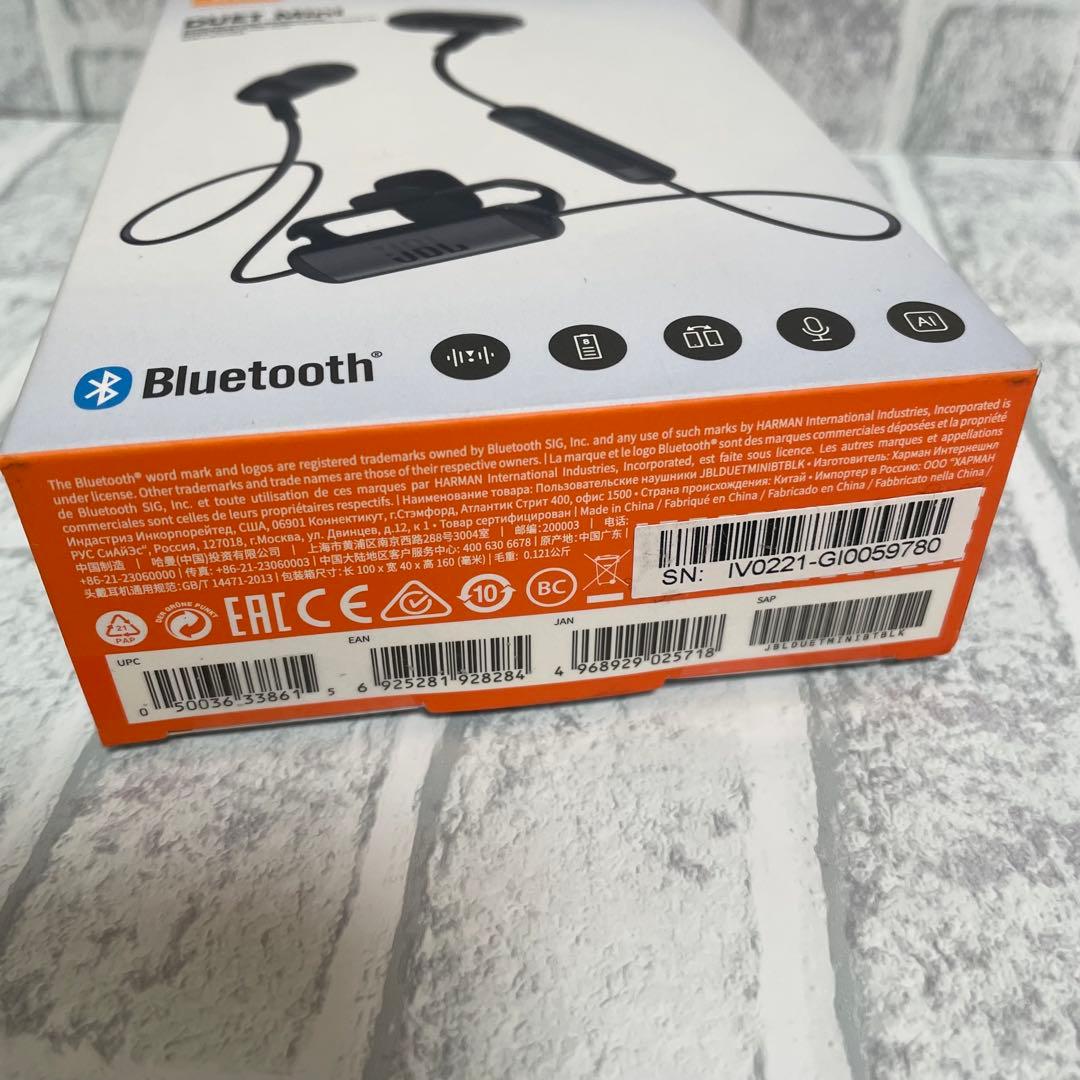 DUET Mini
JBL
Bluetooth®
8
AI
The Bluetooth® word mark and logos are registered trademarks owned by Bluetooth SIG, Inc. and any use of such marks by HARMAN International Industries, Incorporated is
under license. Other trademarks and trade names are those of their respective owners. | La marque et le logo Bluetooth® sont des marques commerciales déposées et la propriété
de Bluetooth SIG, Inc. et toute utilisation de ces marques par HARMAN International Industries, Incorporated, est faite sous licence. Les autres marques et appellations
commerciales sont celles de leurs propriétaires respectifs. | Наименование товара: Пользовательские наушники JBLDUETMINIBTBLK • Изготовитель: Харман Интернешнл
Индастриз Инкорпорейтед, США, 06901 Коннектикут, г.Стэмфорд, Атлантик Стрит 400, офис 1500 • Страна происхождения: Китай • Импортер в Россию: ООО "ХАРМАН
РУС СиАйЭс", Россия, 127018, г.Москва, ул. Двинцев, д.12, к 1 • Товар сертифицирован | Made in China / Fabriqué en China / Fabricado en China / Fabbricato nella China /
中国制造 | 哈曼(中国)投资有限公司 | 上海市黄浦区南京西路288号3004室 | 邮编:200003 | 电话:
+86-21-23060000 | 传真: +86-21-23060003 | 中国大陆地区客户服务中心: 400 630 6678 | 原产地: 中国广东 |
头戴耳机通用规范: GB/T 14471-2013 | 包装箱尺寸: 长 100 x 宽 40 x 高 160 (毫米) | 毛重: 0.121公斤
SN: IV0221-GI0059780
21
PAP
DER GRÜNE PUNKT
EAC CE
10
BC
UPC
0 50036 33861 5
EAN
6 925281 928284
JAN
4 968929 025718
SAP
JBLDUETMINIBTBLK